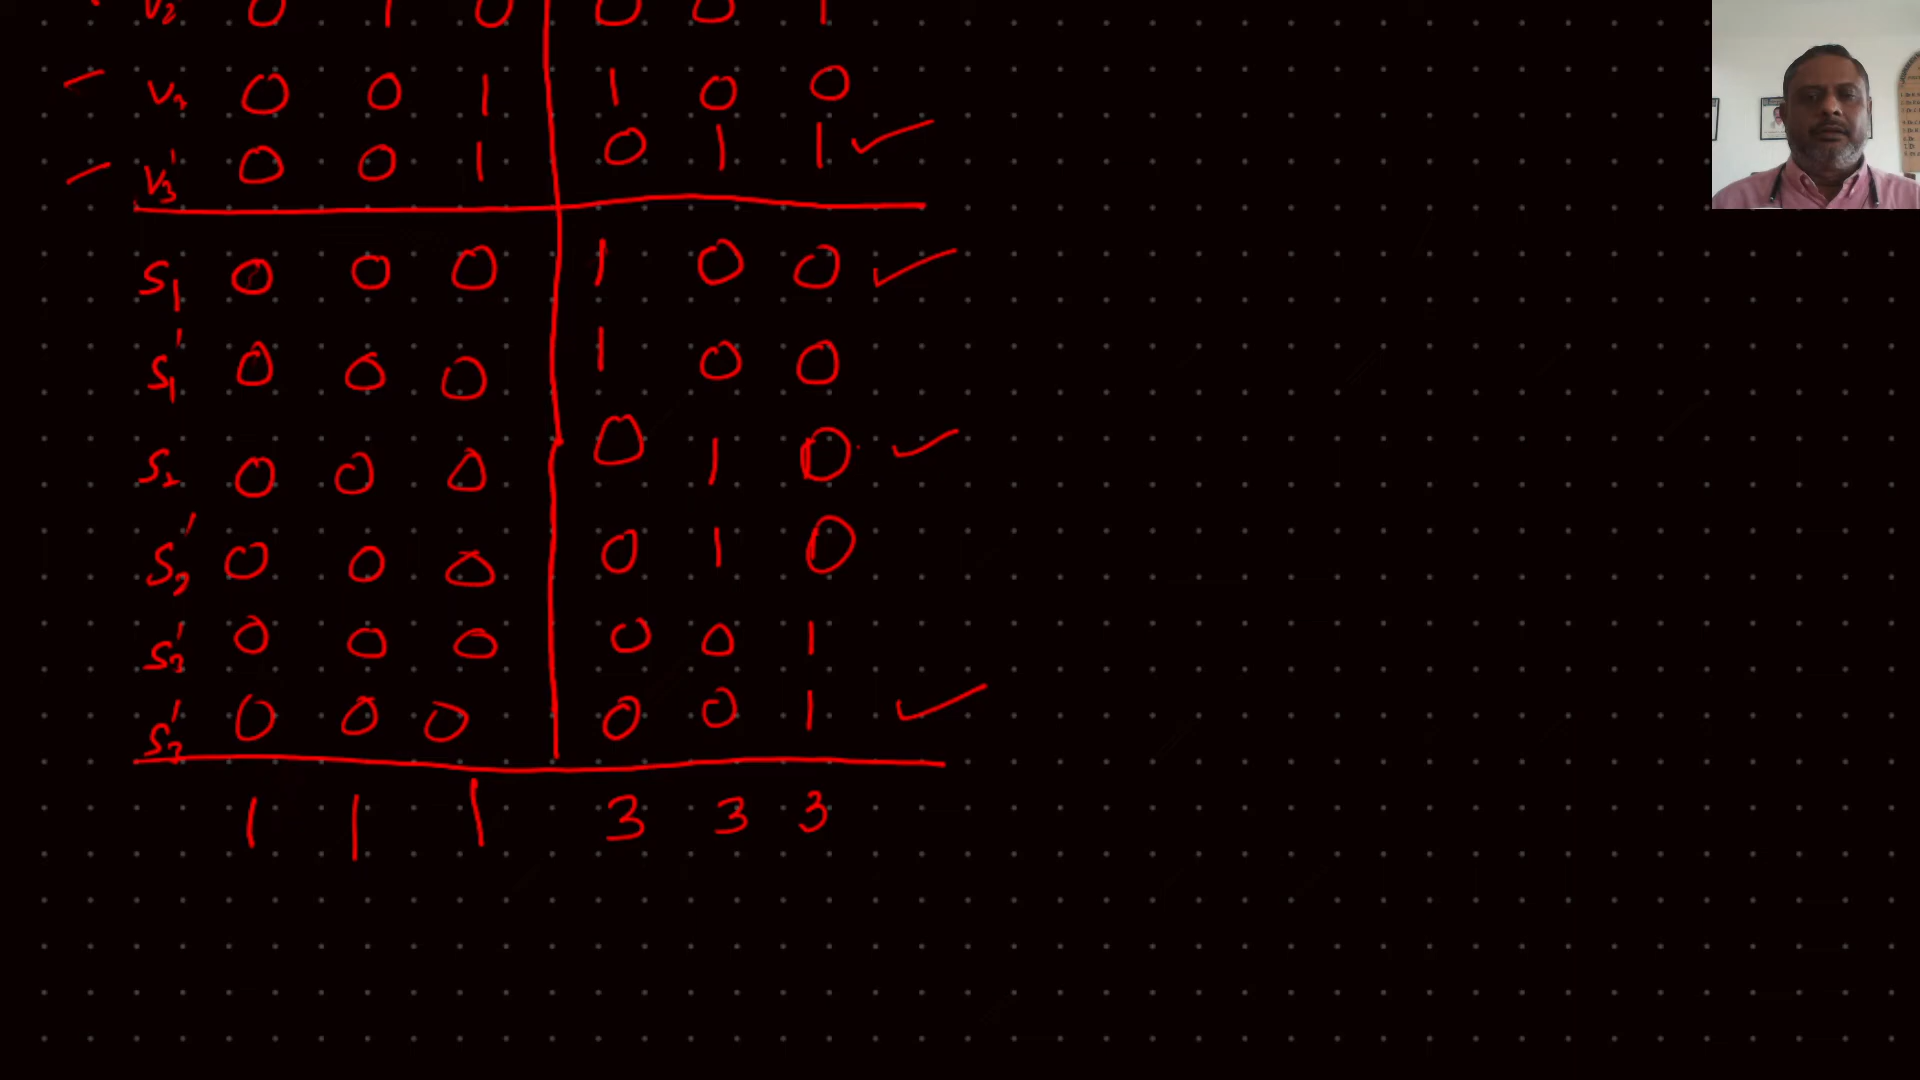 V₂' 0 1 0 0 0 1
V₃ 0 0 1 1 0 0
V₃' 0 0 1 0 1 1 ✓
S₁ 0 0 0 1 0 0 ✓
S₁' 0 0 0 1 0 0
S₂ 0 0 0 0 1 0 ✓
S₂' 0 0 0 0 1 0
S₃' 0 0 0 0 0 1
S₃' 0 0 0 0 0 1 ✓
1 1 1 3 3 3